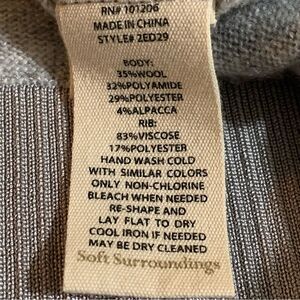 RN# 101206
MADE IN CHINA
STYLE# 2ED29
BODY:
35%WOOL
32%POLYAMIDE
29%POLYESTER
4%ALPACCA
RIB:
83%VISCOSE
17%POLYESTER
HAND WASH COLD
WITH SIMILAR COLORS
ONLY NON-CHLORINE
BLEACH WHEN NEEDED
RE-SHAPE AND
LAY FLAT TO DRY
COOL IRON IF NEEDED
MAY BE DRY CLEANED
Soft Surroundings